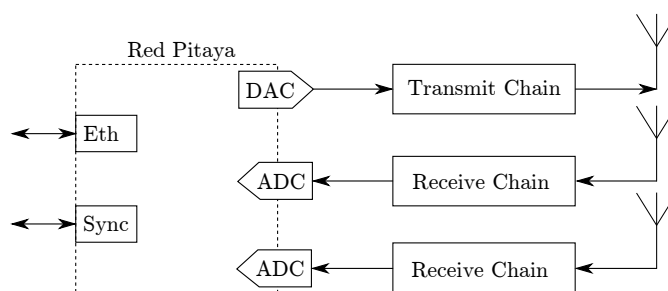 Red Pitaya
DAC
Transmit Chain
Eth
ADC
Receive Chain
Sync
ADC
Receive Chain